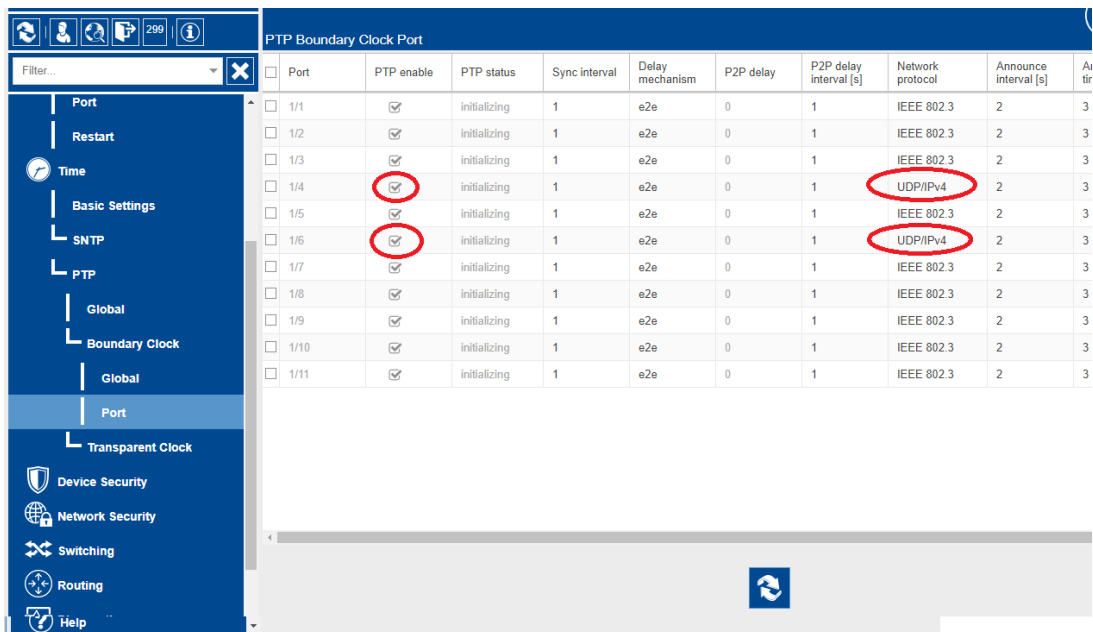 299
PTP Boundary Clock Port
Filter...
Port PTP enable PTP status Sync interval Delay mechanism P2P delay P2P delay interval [s] Network protocol Announce interval [s]
1/1 initializing 1 e2e 0 1 IEEE 802.3 2 3
1/2 initializing 1 e2e 0 1 IEEE 802.3 2 3
1/3 initializing 1 e2e 0 1 IEEE 802.3 2 3
1/4 initializing 1 e2e 0 1 UDP/IPv4 2 3
1/5 initializing 1 e2e 0 1 IEEE 802.3 2 3
1/6 initializing 1 e2e 0 1 UDP/IPv4 2 3
1/7 initializing 1 e2e 0 1 IEEE 802.3 2 3
1/8 initializing 1 e2e 0 1 IEEE 802.3 2 3
1/9 initializing 1 e2e 0 1 IEEE 802.3 2 3
1/10 initializing 1 e2e 0 1 IEEE 802.3 2 3
1/11 initializing 1 e2e 0 1 IEEE 802.3 2 3
Port
Restart
Time
Basic Settings
SNTP
PTP
Global
Boundary Clock
Global
Port
Transparent Clock
Device Security
Network Security
Switching
Routing
Help